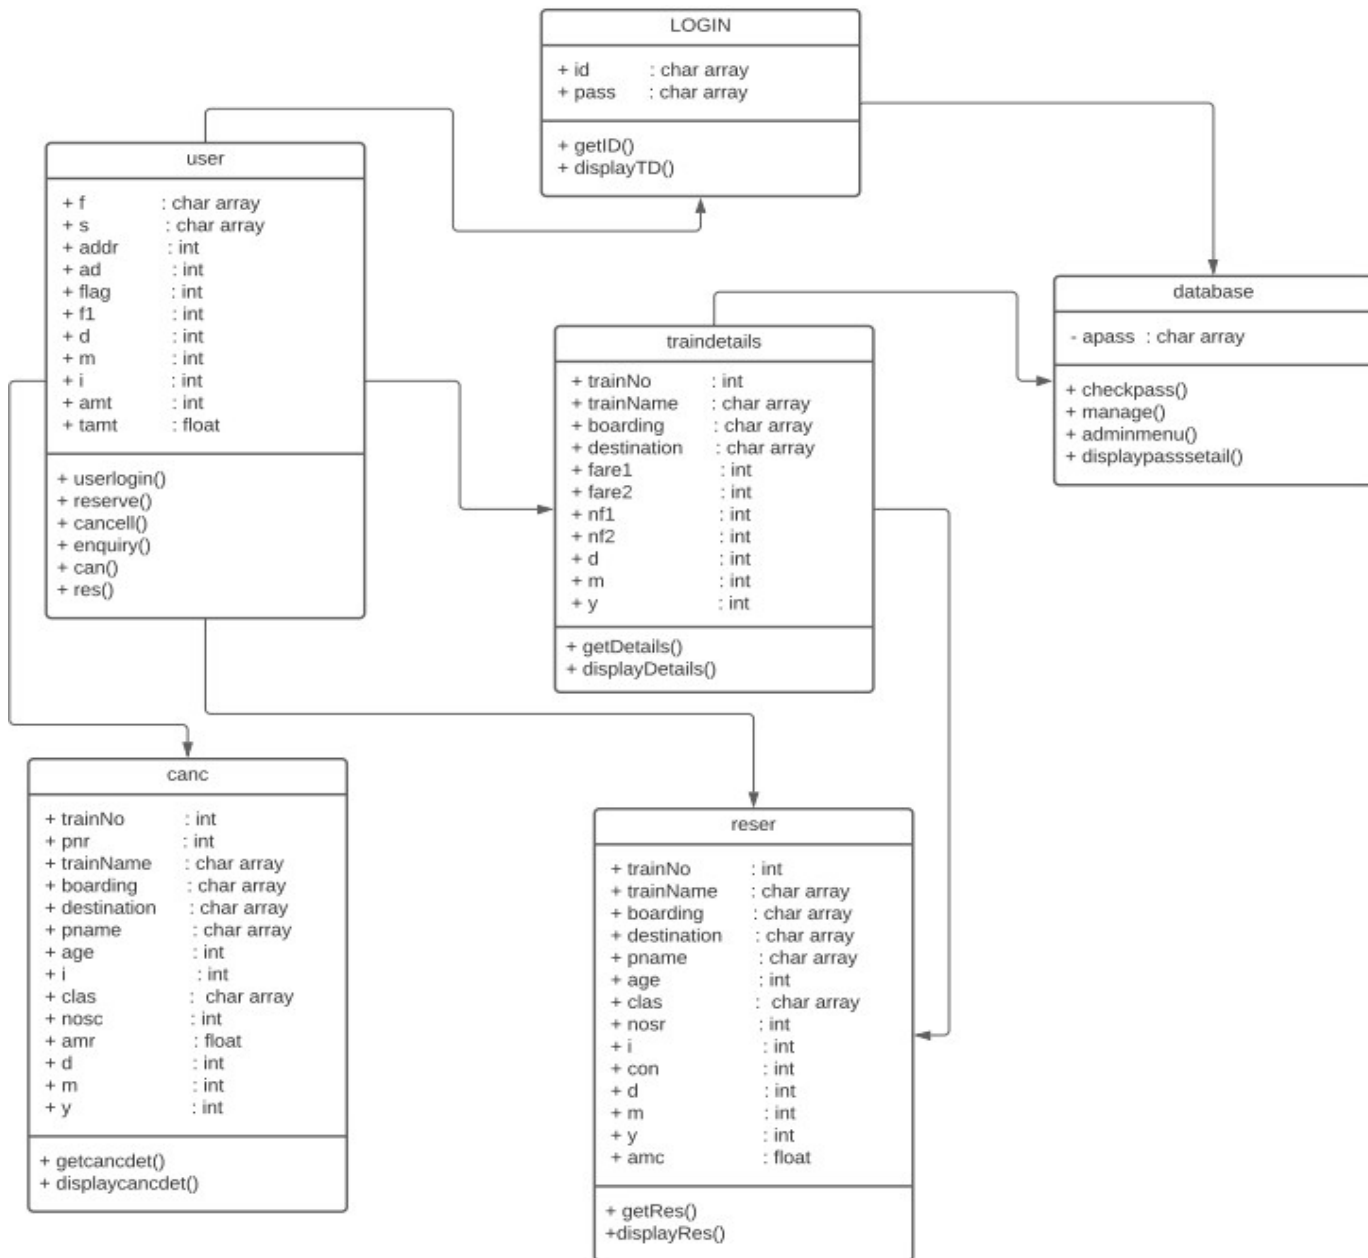 LOGIN
+ id : char array
+ pass : char array
+ getID()
+ displayTD()
user
+ f : char array
+ s : char array
+ addr : int
+ ad : int
+ flag : int
+ f1 : int
+ d : int
+ m : int
+ i : int
+ amt : int
+ tamt : float
+ userlogin()
+ reserve()
+ cancell()
+ enquiry()
+ can()
+ res()
database
- apass : char array
+ checkpass()
+ manage()
+ adminmenu()
+ displaypasssetail()
traindetails
+ trainNo : int
+ trainName : char array
+ boarding : char array
+ destination : char array
+ fare1 : int
+ fare2 : int
+ nf1 : int
+ nf2 : int
+ d : int
+ m : int
+ y : int
+ getDetails()
+ displayDetails()
canc
+ trainNo : int
+ pnr : int
+ trainName : char array
+ boarding : char array
+ destination : char array
+ pname : char array
+ age : int
+ i : int
+ clas : char array
+ nosc : int
+ amr : float
+ d : int
+ m : int
+ y : int
+ getcancdet()
+ displaycancdet()
reser
+ trainNo : int
+ trainName : char array
+ boarding : char array
+ destination : char array
+ pname : char array
+ age : int
+ clas : char array
+ nosr : int
+ i : int
+ con : int
+ d : int
+ m : int
+ y : int
+ amc : float
+ getRes()
+displayRes()